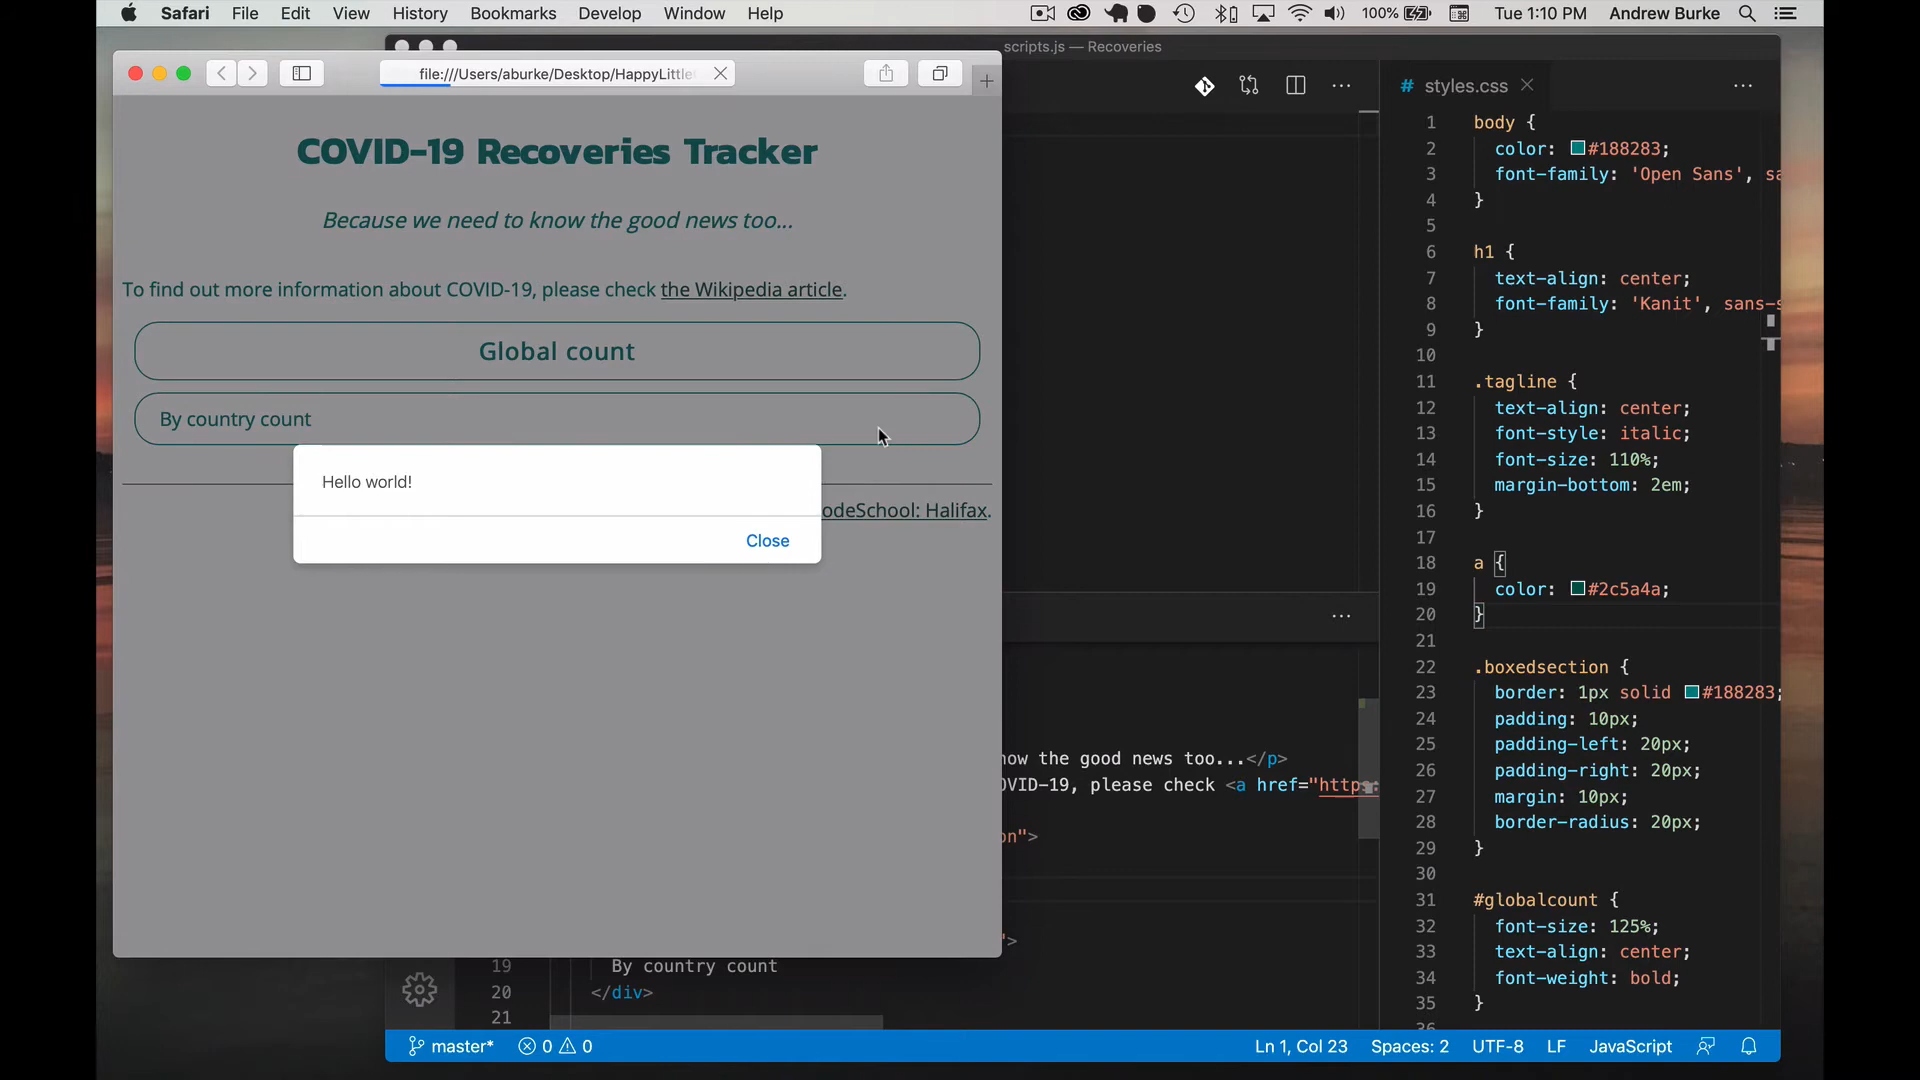 Safari File Edit View History Bookmarks Develop Window Help 100% Tue 1:10 PM Andrew Burke
scripts.js — Recoveries
file:///Users/aburke/Desktop/HappyLittle
COVID-19 Recoveries Tracker
Because we need to know the good news too...
To find out more information about COVID-19, please check the Wikipedia article.
Global count
By country count
Hello world!
Close
odeSchool: Halifax.
# styles.css
1 body {
2 color: #188283;
3 font-family: 'Open Sans', sa
4 }
5
6 h1 {
7 text-align: center;
8 font-family: 'Kanit', sans-s
9 }
10
11 .tagline {
12 text-align: center;
13 font-style: italic;
14 font-size: 110%;
15 margin-bottom: 2em;
16 }
17
18 a {
19 color: #2c5a4a;
20 }
21
22 .boxedsection {
23 border: 1px solid #188283;
24 padding: 10px;
25 padding-left: 20px;
26 padding-right: 20px;
27 margin: 10px;
28 border-radius: 20px;
29 }
30
31 #globalcount {
32 font-size: 125%;
33 text-align: center;
34 font-weight: bold;
35 }
now the good news too...</p>
OVID-19, please check <a href="https:
on">
">
19 By country count
20 </div>
21
master* 0 0 Ln 1, Col 23 Spaces: 2 UTF-8 LF JavaScript